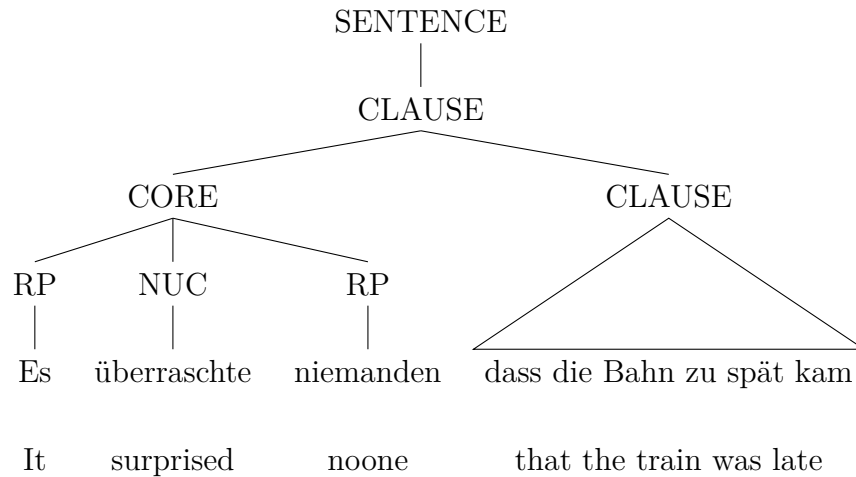 SENTENCE
CLAUSE
CORE CLAUSE
RP NUC RP
Es überraschte niemanden dass die Bahn zu spät kam
It surprised noone that the train was late